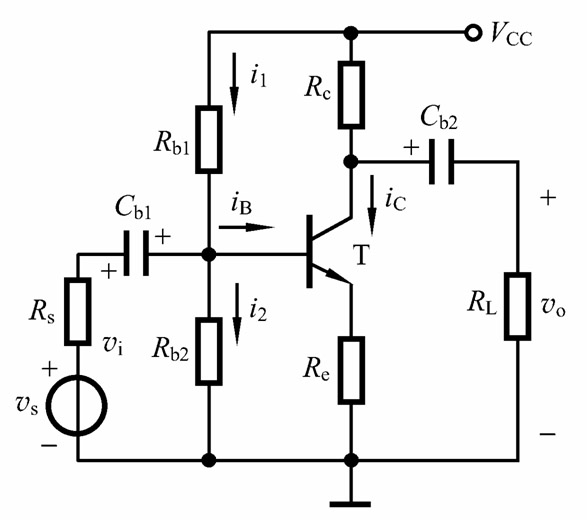 V_CC
i_1
R_c
C_b2
+
R_b1
i_C
+
C_b1
i_B
+
+
T
R_s
i_2
R_L
v_o
v_i
R_b2
R_e
+
v_s
−
−